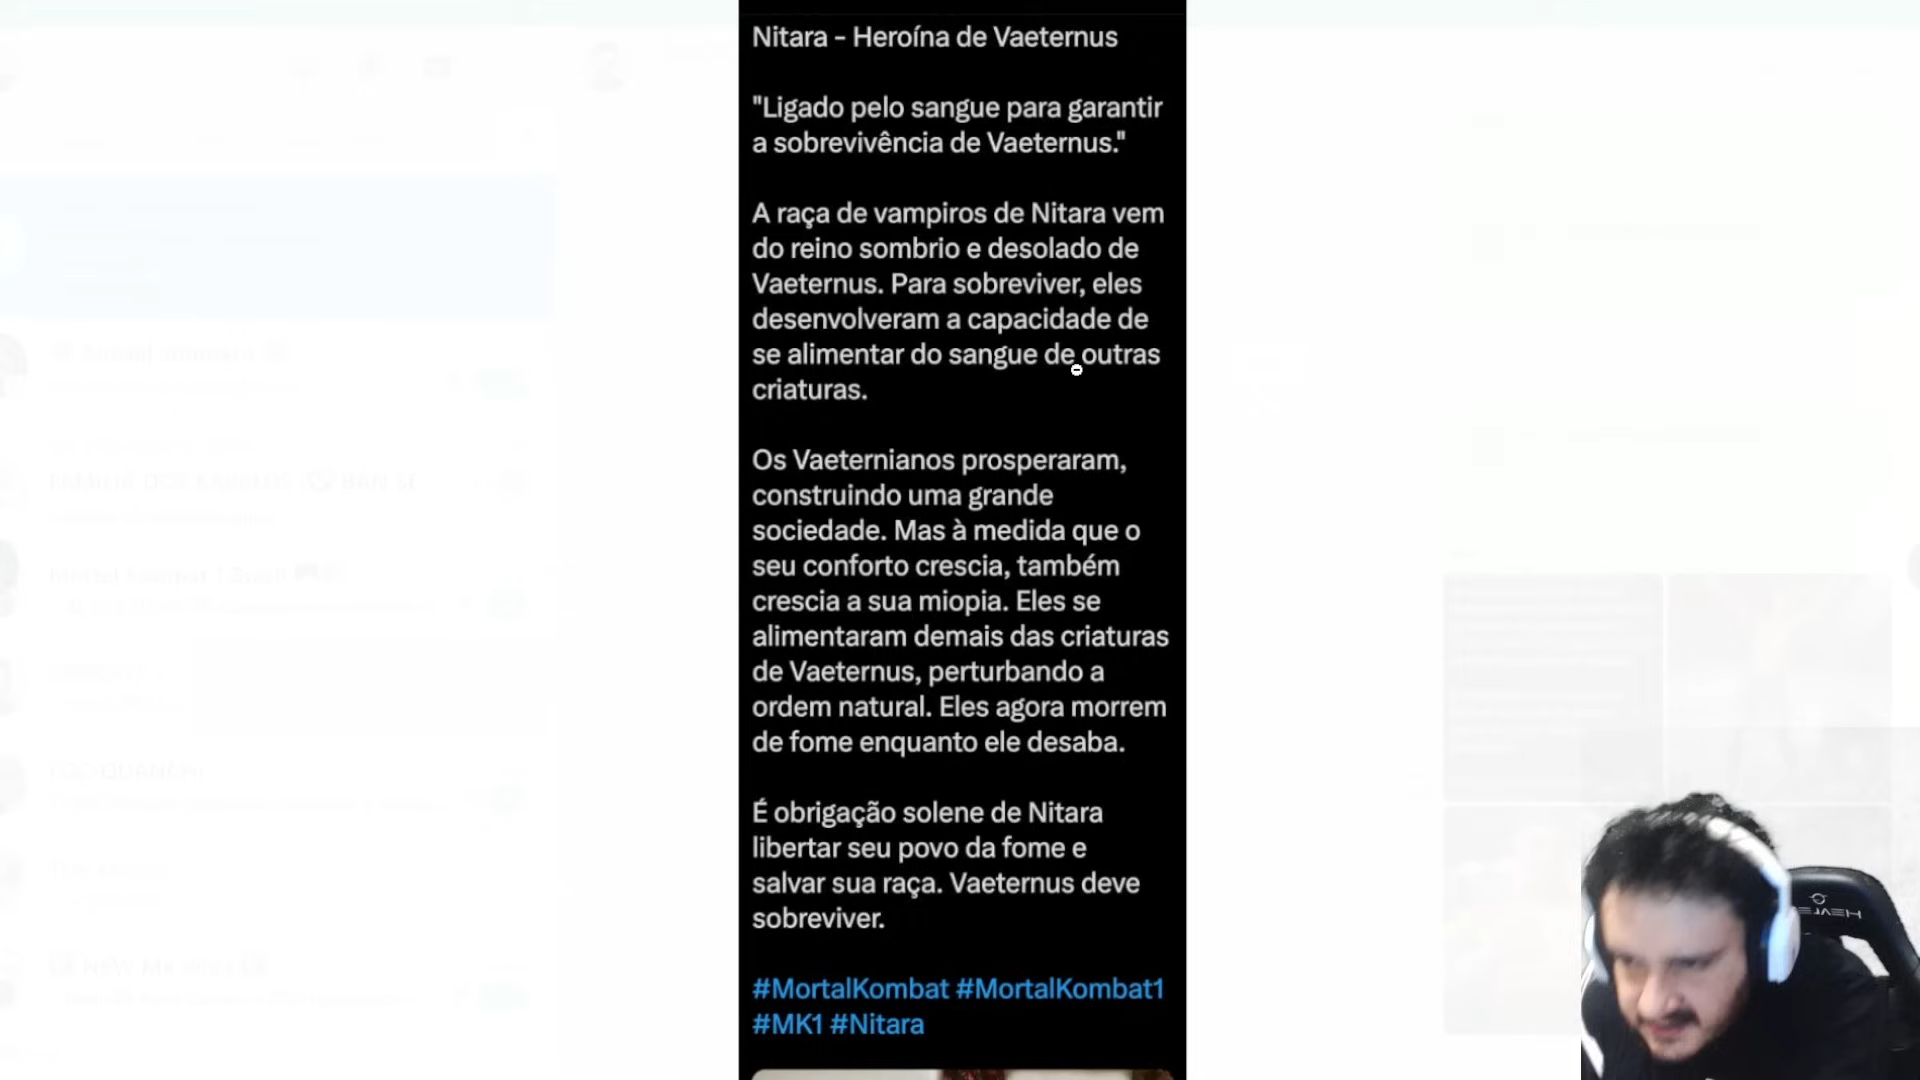 Nitara - Heroína de Vaeternus
"Ligado pelo sangue para garantir
a sobrevivência de Vaeternus."
A raça de vampiros de Nitara vem
do reino sombrio e desolado de
Vaeternus. Para sobreviver, eles
desenvolveram a capacidade de
se alimentar do sangue de outras
criaturas.
Os Vaeternianos prosperaram,
construindo uma grande
sociedade. Mas à medida que o
seu conforto crescia, também
crescia a sua miopia. Eles se
alimentaram demais das criaturas
de Vaeternus, perturbando a
ordem natural. Eles agora morrem
de fome enquanto ele desaba.
É obrigação solene de Nitara
libertar seu povo da fome e
salvar sua raça. Vaeternus deve
sobreviver.
#MortalKombat #MortalKombat1
#MK1 #Nitara